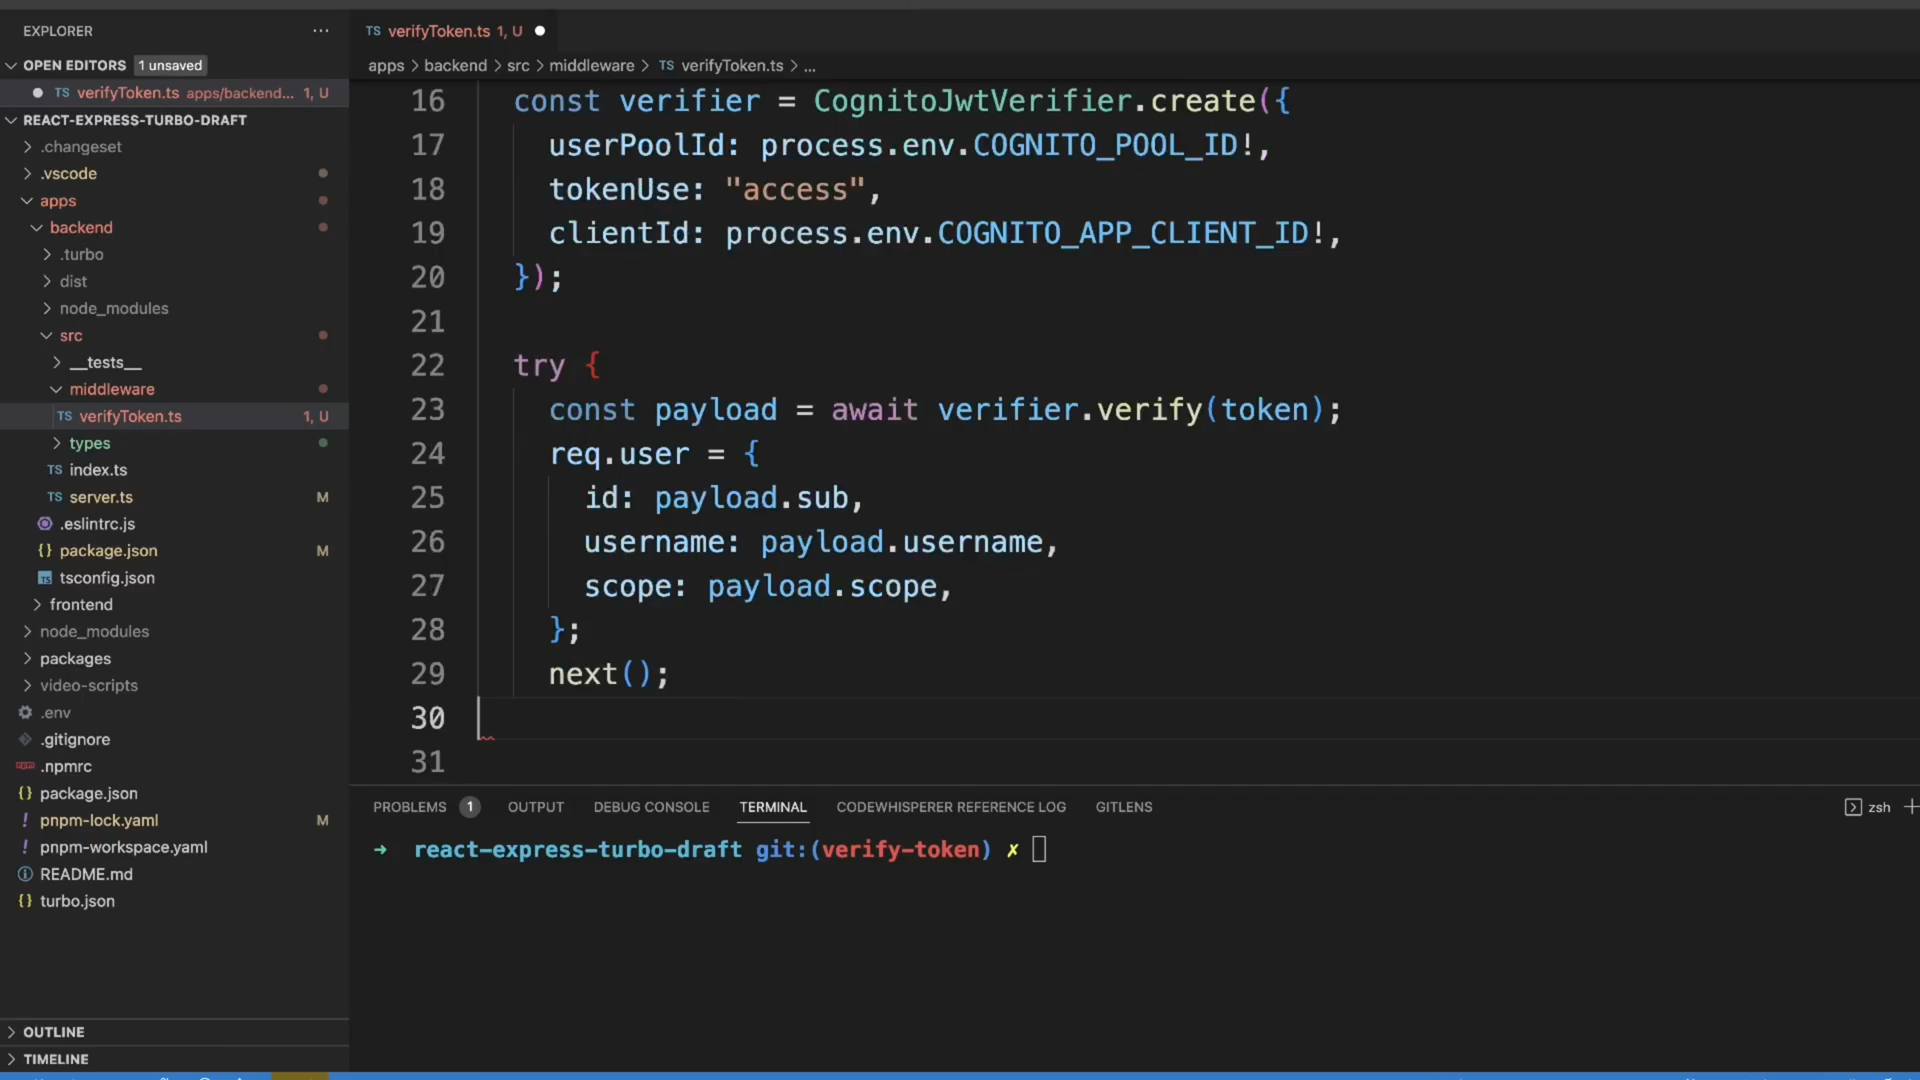 EXPLORER
OPEN EDITORS 1 unsaved
TS verifyToken.ts apps/backend... 1, U
REACT-EXPRESS-TURBO-DRAFT
.changeset
.vscode
apps
backend
.turbo
dist
node_modules
src
__tests__
middleware
TS verifyToken.ts 1, U
types
TS index.ts
TS server.ts M
.eslintrc.js
{} package.json M
tsconfig.json
frontend
node_modules
packages
video-scripts
.env
.gitignore
.npmrc
{} package.json
! pnpm-lock.yaml M
! pnpm-workspace.yaml
README.md
{} turbo.json
OUTLINE
TIMELINE
TS verifyToken.ts 1, U
apps > backend > src > middleware > TS verifyToken.ts > ...
16 const verifier = CognitoJwtVerifier.create({
17 userPoolId: process.env.COGNITO_POOL_ID!,
18 tokenUse: "access",
19 clientId: process.env.COGNITO_APP_CLIENT_ID!,
20 });
21
22 try {
23 const payload = await verifier.verify(token);
24 req.user = {
25 id: payload.sub,
26 username: payload.username,
27 scope: payload.scope,
28 };
29 next();
30
31
PROBLEMS 1 OUTPUT DEBUG CONSOLE TERMINAL CODEWHISPERER REFERENCE LOG GITLENS zsh
→ react-express-turbo-draft git:(verify-token) ✗